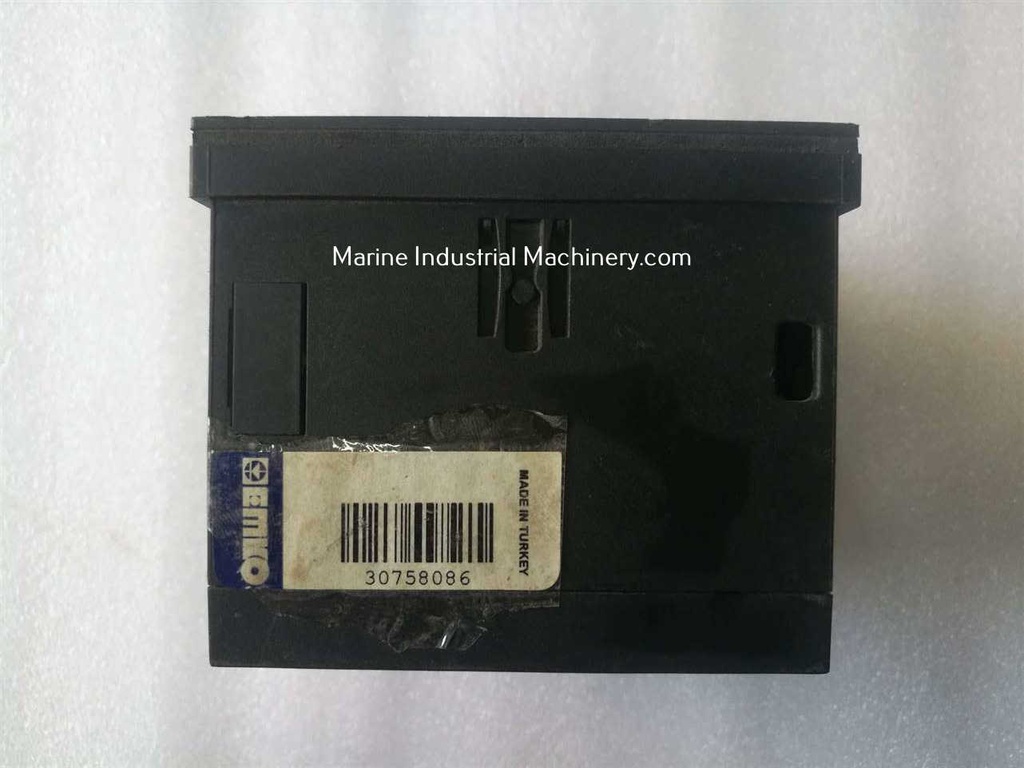 Marine Industrial Machinery.com
emko
MADE IN TURKEY
30758086